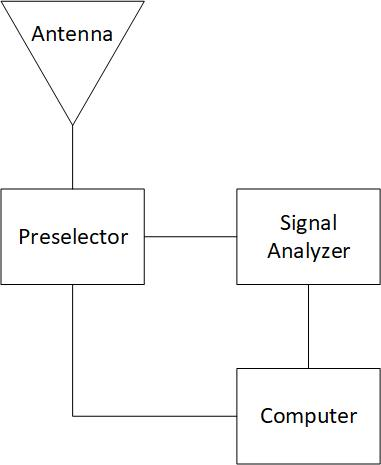 Antenna
Preselector
Signal
Analyzer
Computer